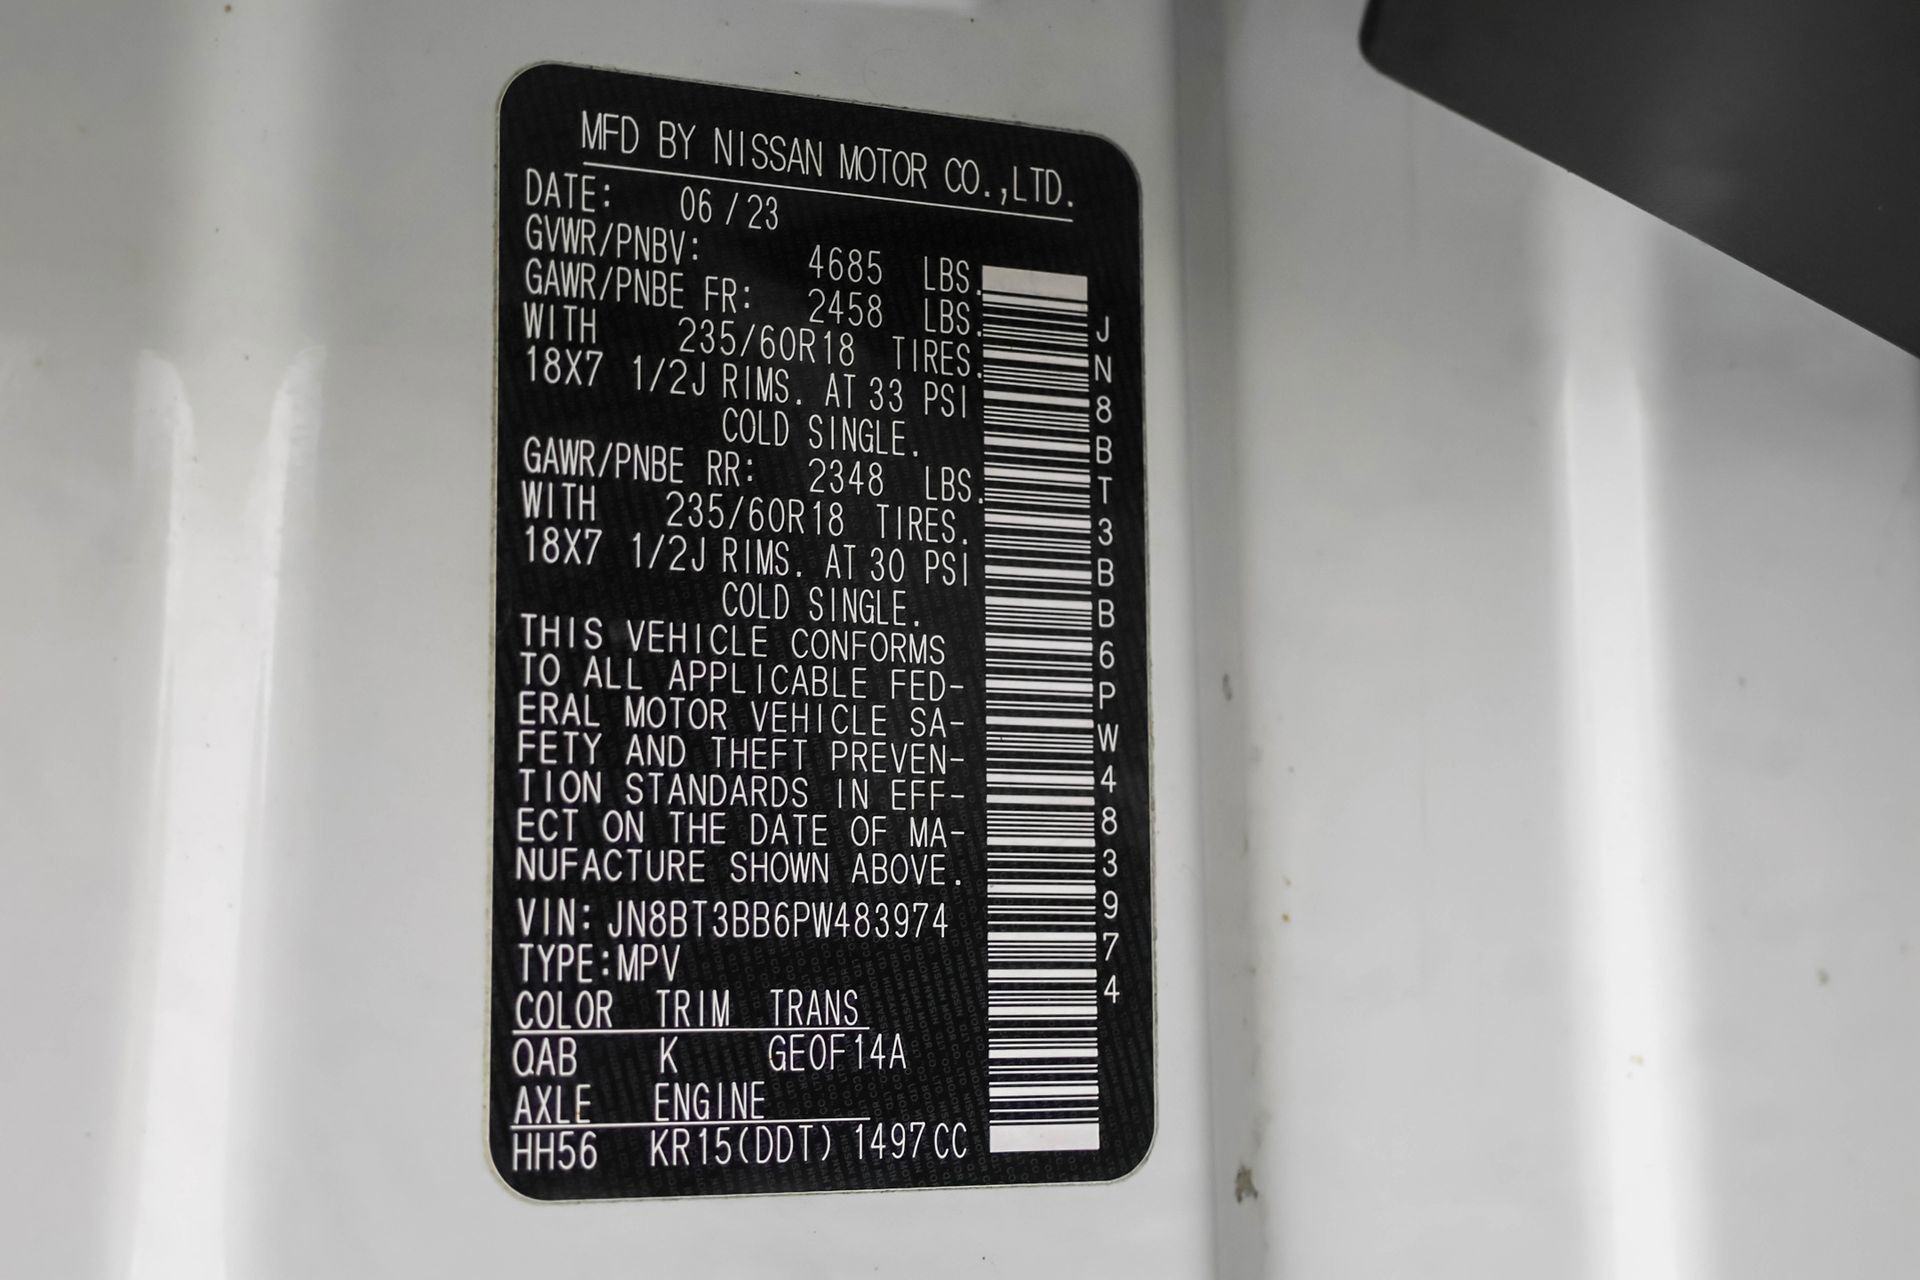 MFD BY NISSAN MOTOR CO.,LTD.
DATE: 06/23
GVWR/PNBV: 4685 LBS.
GAWR/PNBE FR: 2458 LBS.
WITH 235/60R18 TIRES.
18X7 1/2J RIMS. AT 33 PSI
COLD SINGLE.
GAWR/PNBE RR: 2348 LBS.
WITH 235/60R18 TIRES.
18X7 1/2J RIMS. AT 30 PSI
COLD SINGLE.
THIS VEHICLE CONFORMS
TO ALL APPLICABLE FED-
ERAL MOTOR VEHICLE SA-
FETY AND THEFT PREVEN-
TION STANDARDS IN EFF-
ECT ON THE DATE OF MA-
NUFACTURE SHOWN ABOVE.
VIN: JN8BT3BB6PW483974
TYPE:MPV
COLOR TRIM TRANS
QAB K GE0F14A
AXLE ENGINE
HH56 KR15(DDT) 1497CC
JN8BT3BB6PW483974